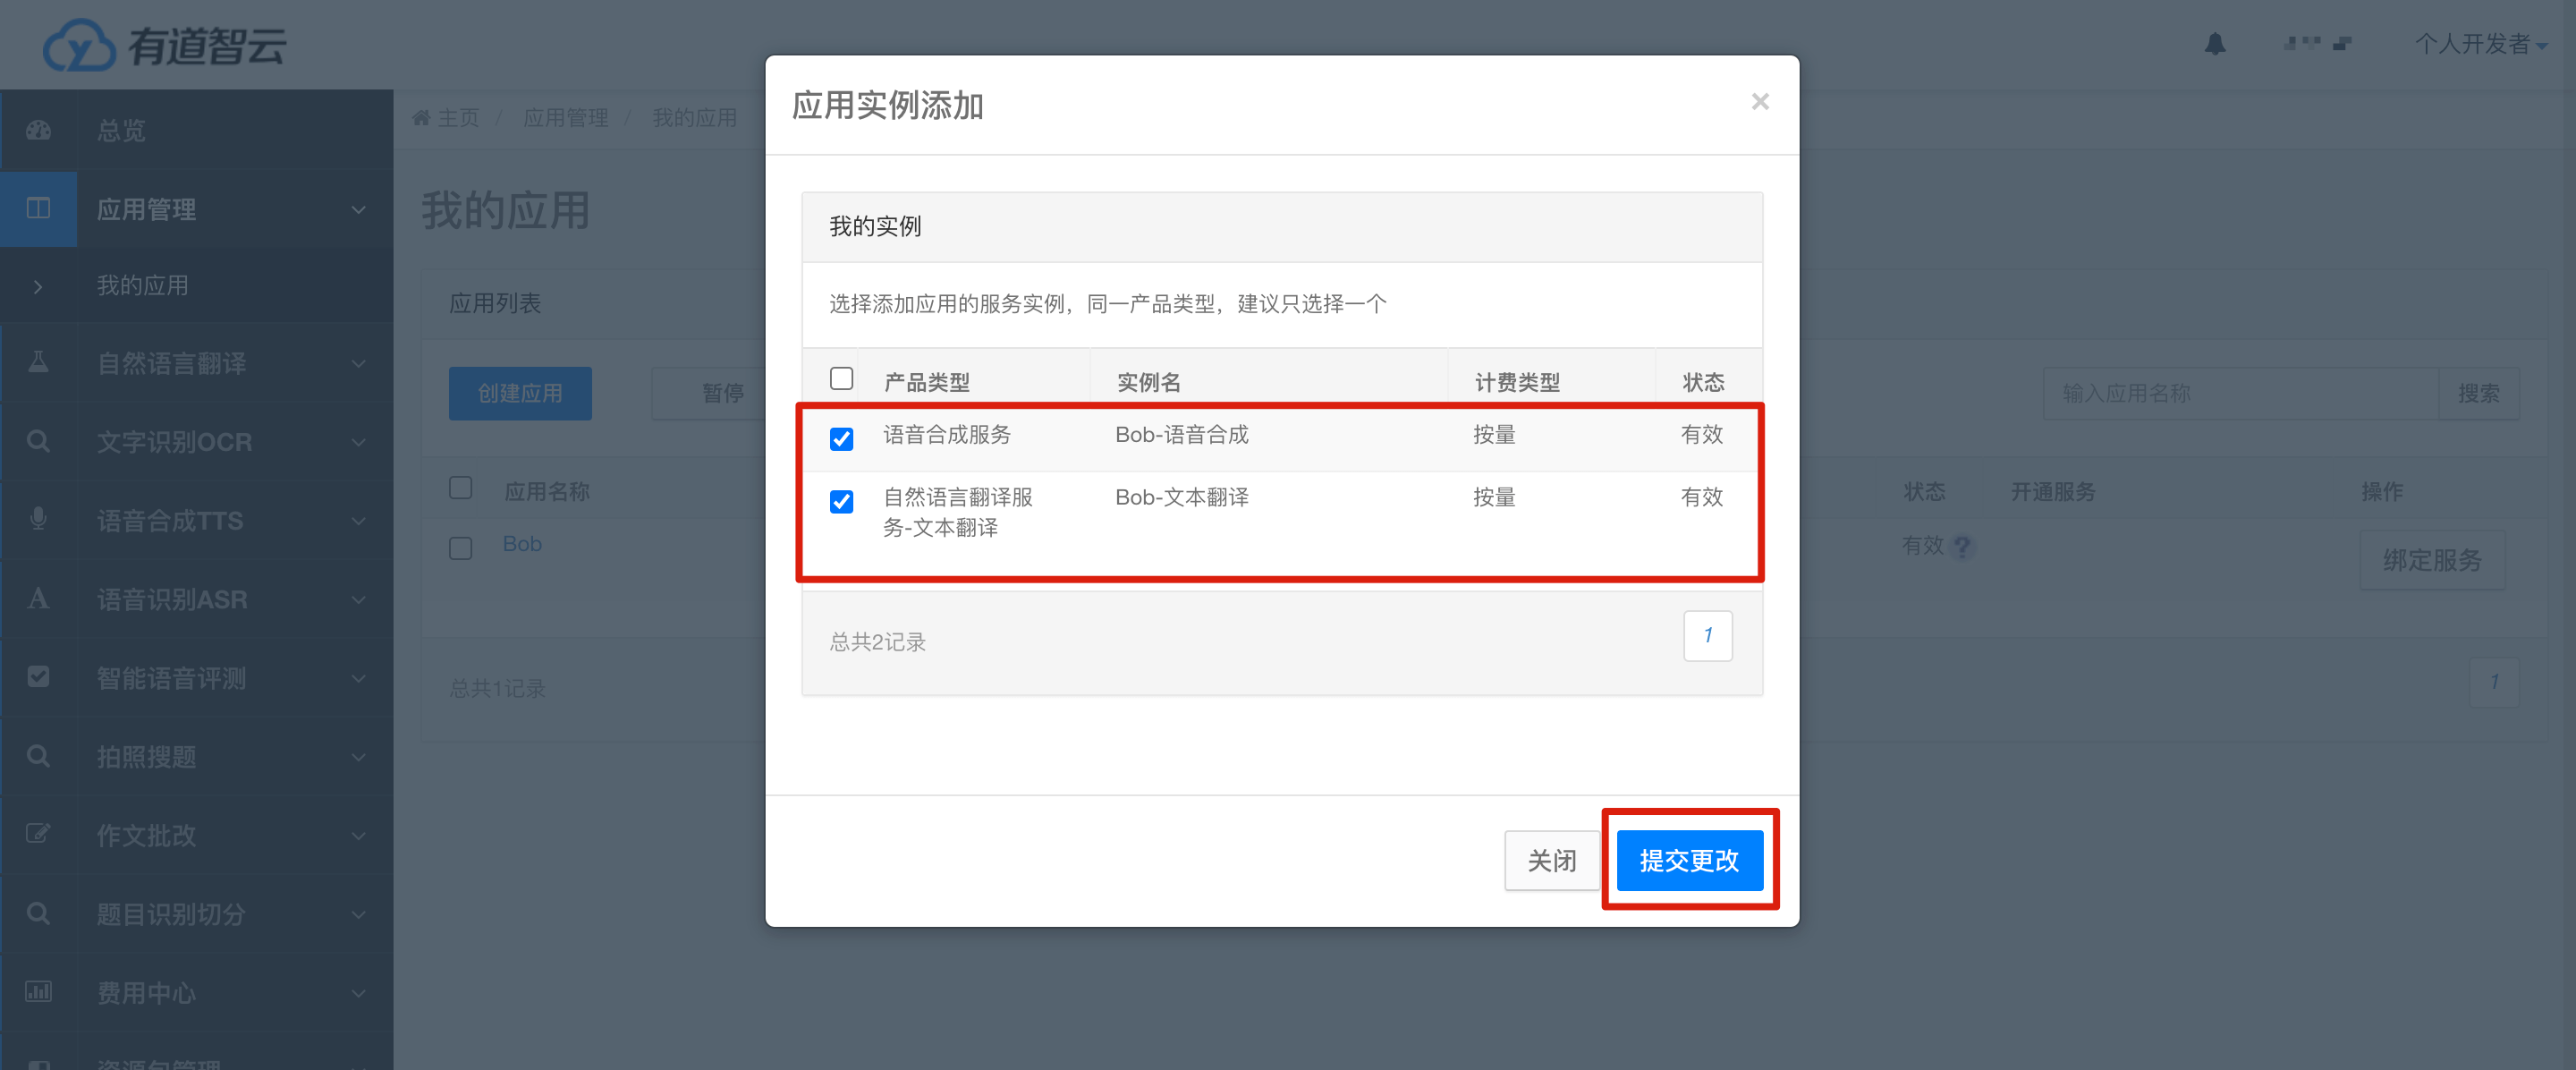 有道智云
个人开发者
总览
应用管理
我的应用
自然语言翻译
文字识别OCR
语音合成TTS
语音识别ASR
智能语音评测
拍照搜题
作文批改
题目识别切分
费用中心
资源包管理
主页 / 应用管理 / 我的应用
我的应用
应用列表
创建应用
暂停
输入应用名称
搜索
应用名称
状态
开通服务
操作
Bob
有效
?
绑定服务
总共1记录
1
应用实例添加
×
我的实例
选择添加应用的服务实例，同一产品类型，建议只选择一个
产品类型 实例名 计费类型 状态
语音合成服务 Bob-语音合成 按量 有效
自然语言翻译服 Bob-文本翻译 按量 有效
务-文本翻译
总共2记录
1
关闭
提交更改